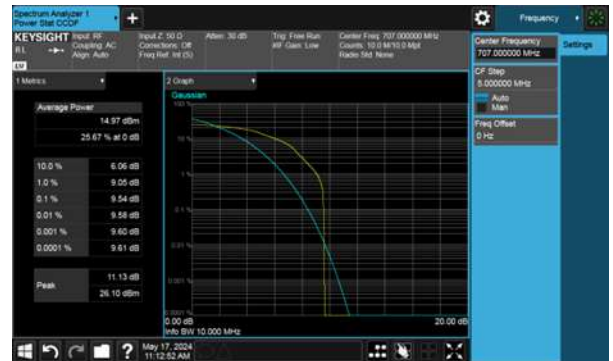 Spectrum Analyzer 1
Power Stat CCDF
Frequency
KEYSIGHT
Input: RF
Coupling: AC
Align: Auto
Input Z: 50 Ω
Corrections: Off
Freq Ref: Int (S)
Atten: 30 dB
Trig: Free Run
IF Gain: Low
Center Freq: 707.000000 MHz
Counts: 10.0 M/10.0 Mpt
Radio Std: None
RL
Center Frequency
707.000000 MHz
Settings
CF Step
5.000000 MHz
Auto
Man
Freq Offset
0 Hz
1 Metrics
2 Graph
Gaussian
Average Power
14.97 dBm
25.67 % at 0 dB
10.0 % 6.06 dB
1.0 % 9.05 dB
0.1 % 9.54 dB
0.01 % 9.58 dB
0.001 % 9.60 dB
0.0001 % 9.61 dB
Peak
11.13 dB
26.10 dBm
100 %
10 %
1 %
0.1 %
0.01 %
0.001 %
0.0001 %
0.00 dB
20.00 dB
Info BW 10.000 MHz
?
May 17, 2024
11:12:52 AM